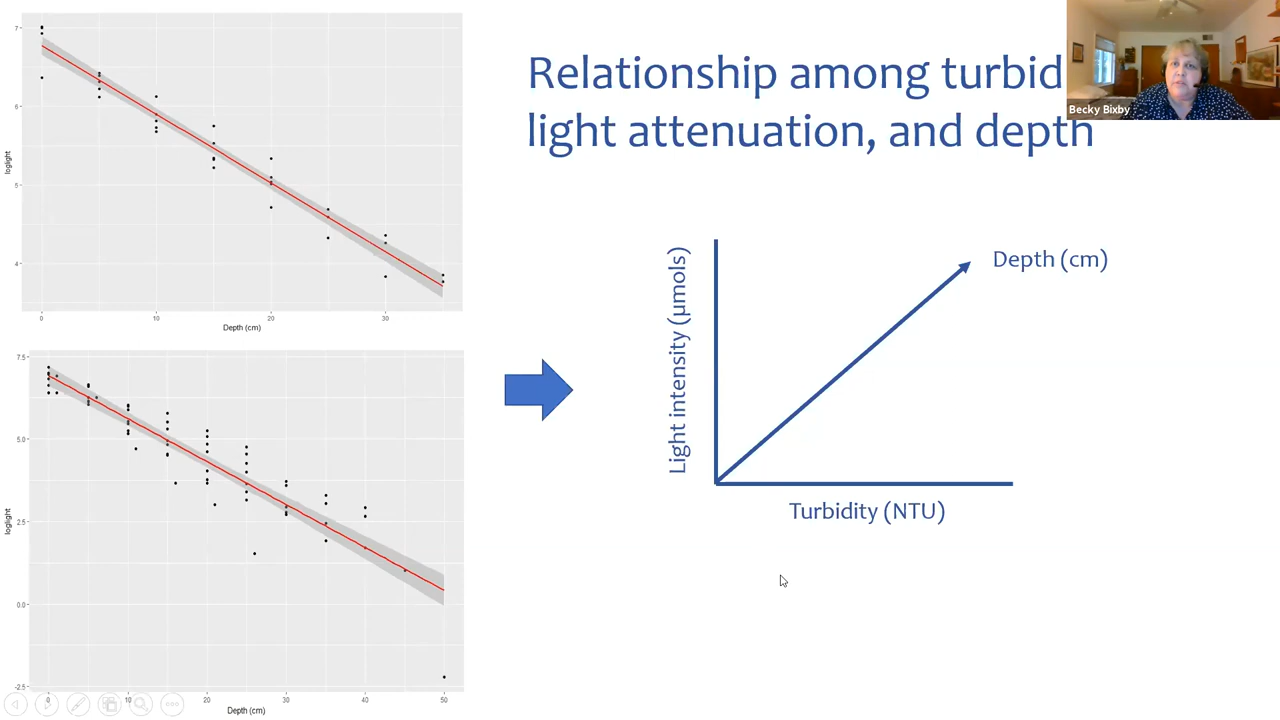 Relationship among turbid
light attenuation, and depth
Becky Bixby
7
6
5
4
loglight
0
10
20
30
Depth (cm)
7.5
5.0
2.5
0.0
-2.5
loglight
0
10
20
30
40
50
Depth (cm)
Light intensity (µmols)
Depth (cm)
Turbidity (NTU)